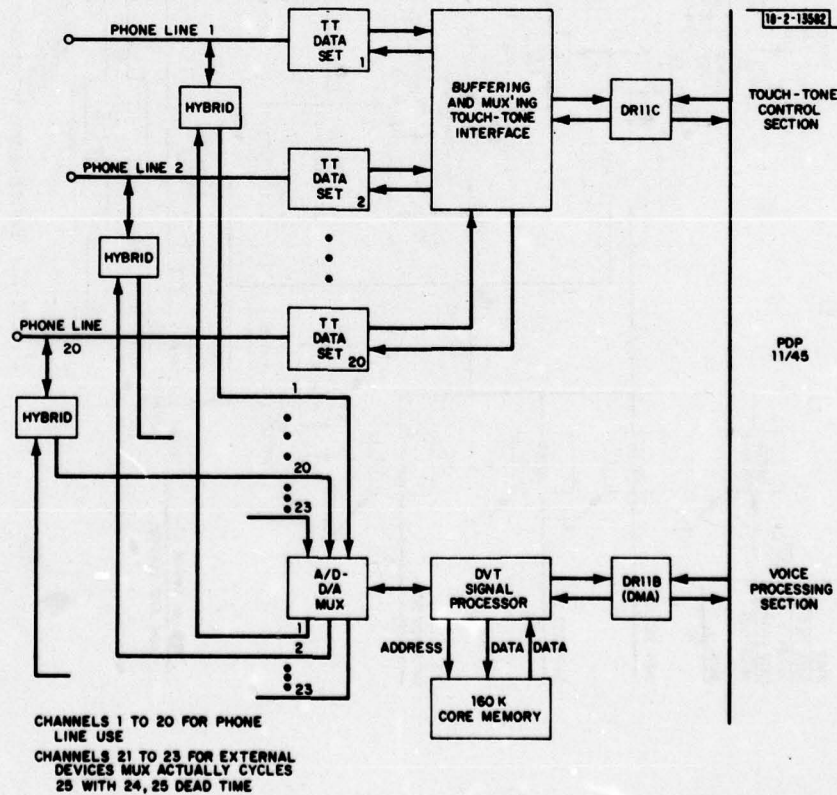 18-2-13582
PHONE LINE 1
TT
DATA
SET
1
HYBRID
BUFFERING
AND MUX'ING
TOUCH-TONE
INTERFACE
DR11C
TOUCH-TONE
CONTROL
SECTION
PHONE LINE 2
TT
DATA
SET
2
HYBRID
PHONE LINE
20
TT
DATA
SET
20
PDP
11/45
HYBRID
1
20
23
A/D-
D/A
MUX
DVT
SIGNAL
PROCESSOR
DR11B
(DMA)
VOICE
PROCESSING
SECTION
1
2
23
ADDRESS
DATA
DATA
160 K
CORE MEMORY
CHANNELS 1 TO 20 FOR PHONE
LINE USE
CHANNELS 21 TO 23 FOR EXTERNAL
DEVICES MUX ACTUALLY CYCLES
25 WITH 24, 25 DEAD TIME